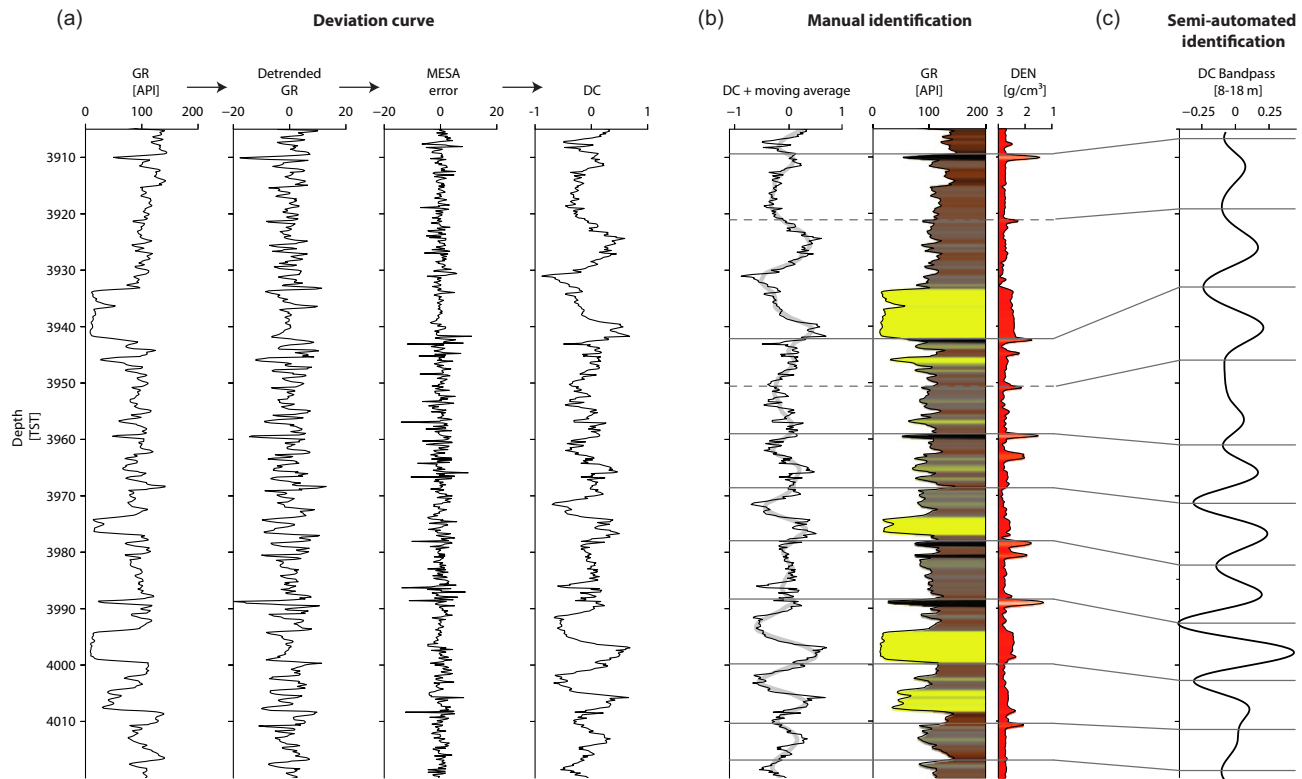 (a)
Deviation curve
(b)
Manual identification
(c)
Semi-automated
identification
GR
[API]
Detrended
GR
MESA
error
DC
DC + moving average
GR
[API]
DEN
[g/cm³]
DC Bandpass
[8-18 m]
0 100 200
−20 0 20
−20 0 20
−1 0 1
−1 0 1
0 100 200
3 2 1
−0.25 0 0.25
Depth
[TST]
3910
3920
3930
3940
3950
3960
3970
3980
3990
4000
4010